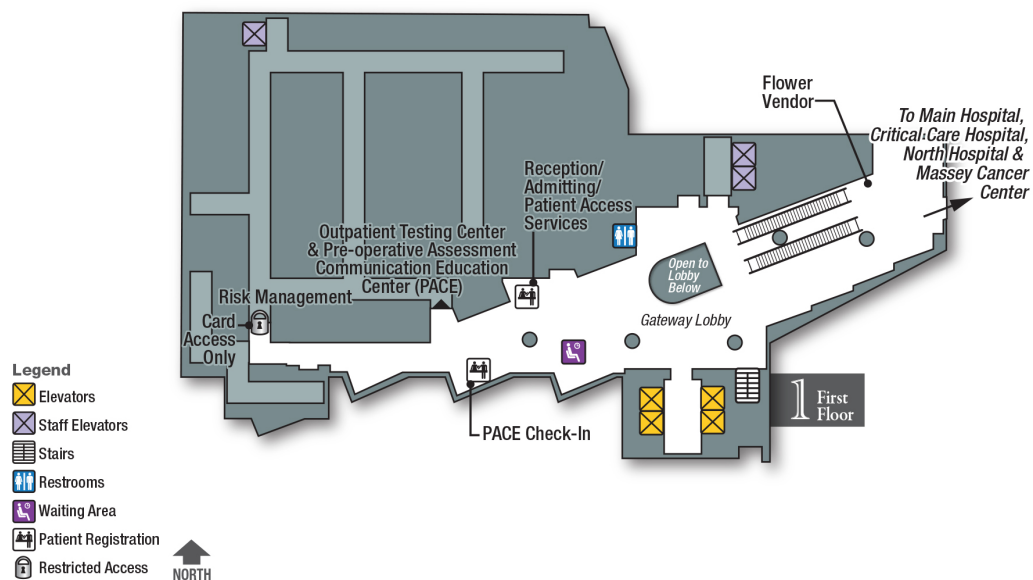 Flower
Vendor
To Main Hospital,
Critical Care Hospital,
North Hospital &
Massey Cancer
Center
Reception/
Admitting/
Patient Access
Services
Outpatient Testing Center
& Pre-operative Assessment
Communication Education
Center (PACE)
Open to
Lobby
Below
Risk Management
Card
Access
Only
Gateway Lobby
PACE Check-In
1 First
Floor
Legend
Elevators
Staff Elevators
Stairs
Restrooms
Waiting Area
Patient Registration
Restricted Access
NORTH